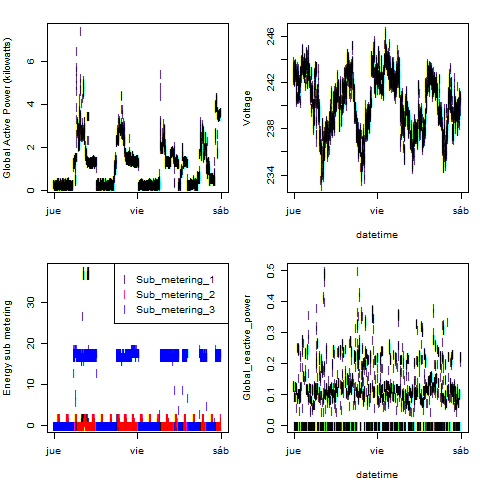 Global Active Power (kilowatts)
0 2 4 6
jue vie sáb
Voltage
234 238 242 246
jue vie sáb
datetime
Energy sub metering
0 10 20 30
jue vie sáb
Sub_metering_1
Sub_metering_2
Sub_metering_3
Global_reactive_power
0.0 0.1 0.2 0.3 0.4 0.5
jue vie sáb
datetime